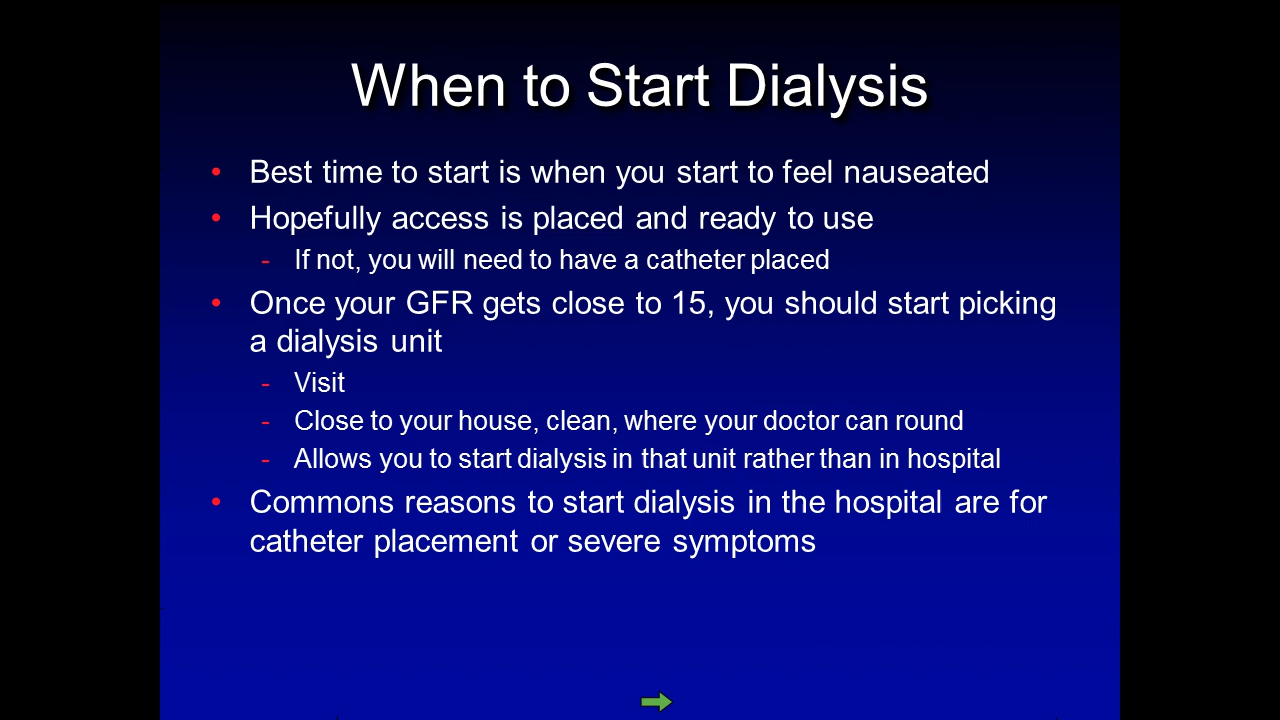 When to Start Dialysis
• Best time to start is when you start to feel nauseated
• Hopefully access is placed and ready to use
- If not, you will need to have a catheter placed
• Once your GFR gets close to 15, you should start picking
a dialysis unit
- Visit
- Close to your house, clean, where your doctor can round
- Allows you to start dialysis in that unit rather than in hospital
• Commons reasons to start dialysis in the hospital are for
catheter placement or severe symptoms